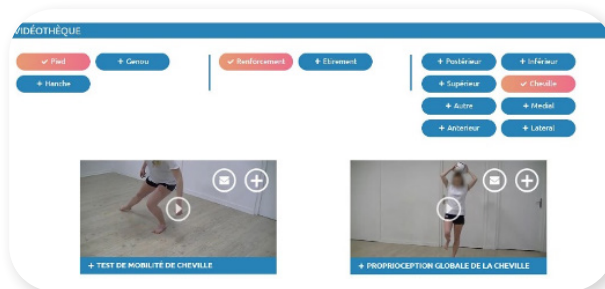 VIDÉOTHÈQUE
✓ Pied
+ Genou
+ Hanche
✓ Renforcement
+ Etirement
+ Postérieur
+ Inférieur
+ Supérieur
✓ Cheville
+ Autre
+ Medial
+ Anterieur
+ Lateral
+ TEST DE MOBILITÉ DE CHEVILLE
+ PROPRIOCEPTION GLOBALE DE LA CHEVILLE